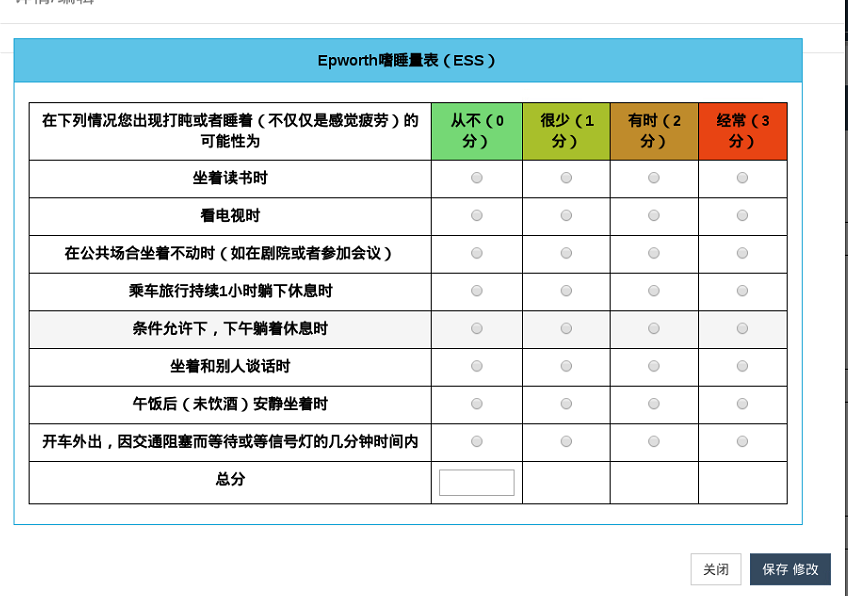 详情/编辑
Epworth嗜睡量表（ESS）
在下列情况您出现打盹或者睡着（不仅仅是感觉疲劳）的
可能性为
从不（0
分）
很少（1
分）
有时（2
分）
经常（3
分）
坐着读书时
看电视时
在公共场合坐着不动时（如在剧院或者参加会议）
乘车旅行持续1小时躺下休息时
条件允许下，下午躺着休息时
坐着和别人谈话时
午饭后（未饮酒）安静坐着时
开车外出，因交通阻塞而等待或等信号灯的几分钟时间内
总分
关闭
保存 修改